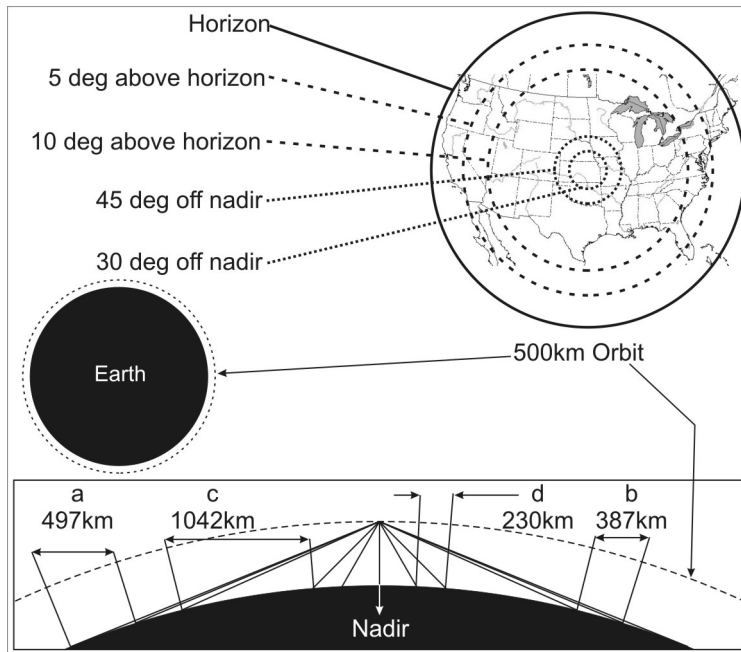 Horizon
5 deg above horizon
10 deg above horizon
45 deg off nadir
30 deg off nadir
500km Orbit
Earth
a
497km
c
1042km
d
230km
b
387km
Nadir